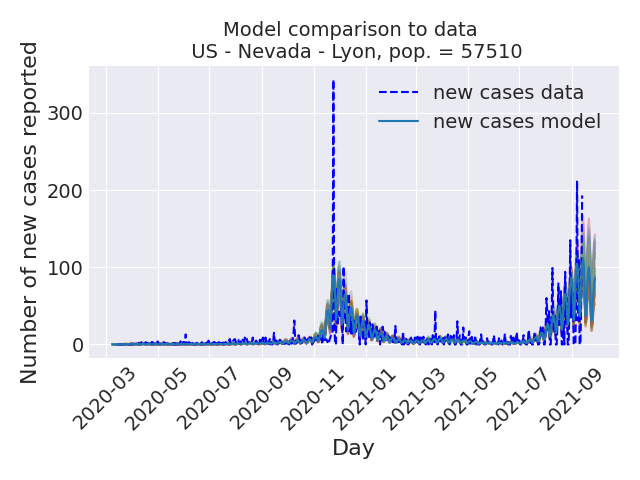 Model comparison to data
US - Nevada - Lyon, pop. = 57510
Number of new cases reported
300
200
100
0
new cases data
new cases model
2020-03
2020-05
2020-07
2020-09
2020-11
2021-01
2021-03
2021-05
2021-07
2021-09
Day